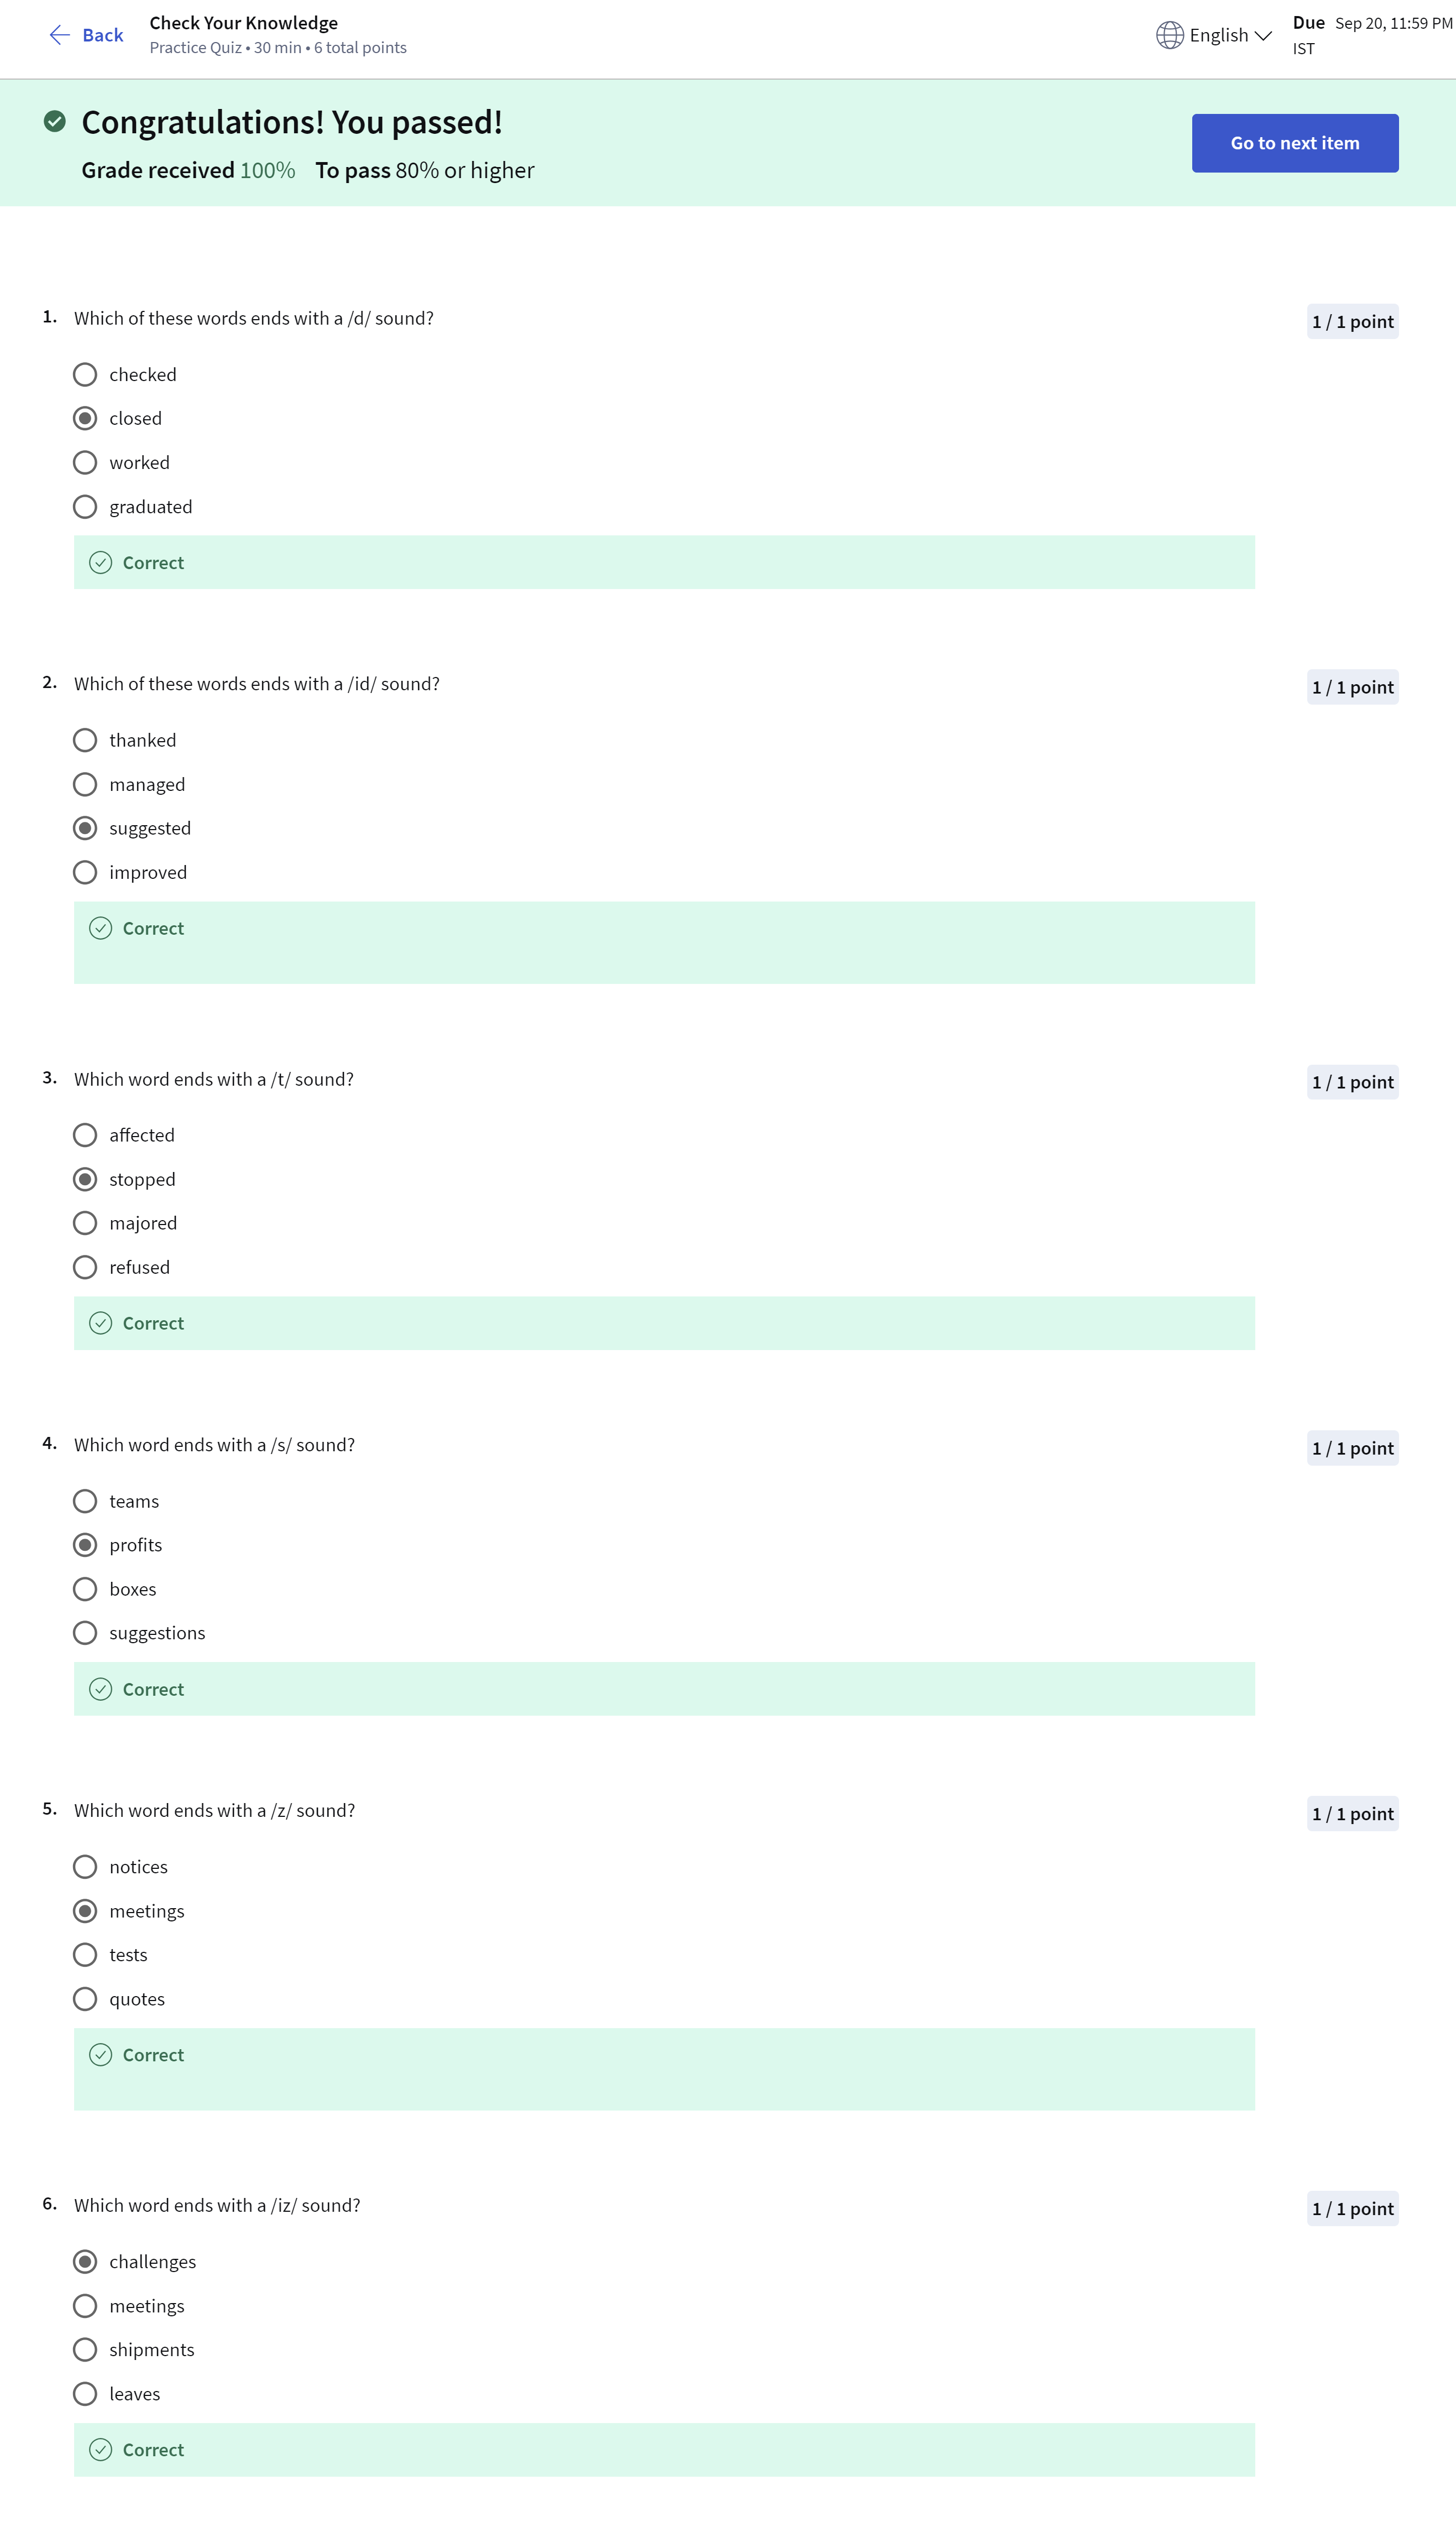 Back
Check Your Knowledge
Practice Quiz • 30 min • 6 total points
English
Due Sep 20, 11:59 PM
IST
Congratulations! You passed!
Grade received 100% To pass 80% or higher
Go to next item
1. Which of these words ends with a /d/ sound?
1 / 1 point
checked
closed
worked
graduated
Correct
2. Which of these words ends with a /id/ sound?
1 / 1 point
thanked
managed
suggested
improved
Correct
3. Which word ends with a /t/ sound?
1 / 1 point
affected
stopped
majored
refused
Correct
4. Which word ends with a /s/ sound?
1 / 1 point
teams
profits
boxes
suggestions
Correct
5. Which word ends with a /z/ sound?
1 / 1 point
notices
meetings
tests
quotes
Correct
6. Which word ends with a /iz/ sound?
1 / 1 point
challenges
meetings
shipments
leaves
Correct